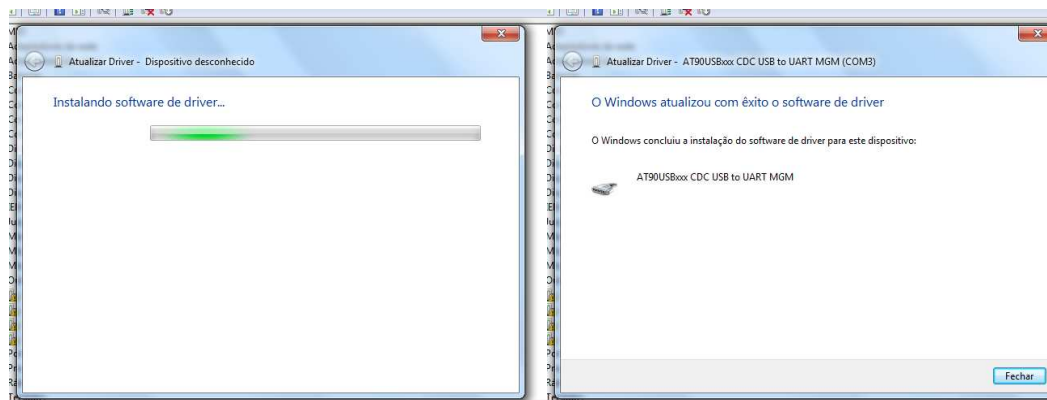 Atualizar Driver - Dispositivo desconhecido
Instalando software de driver...
Atualizar Driver - AT90USBxxx CDC USB to UART MGM (COM3)
O Windows atualizou com êxito o software de driver
O Windows concluiu a instalação do software de driver para este dispositivo:
AT90USBxxx CDC USB to UART MGM
Fechar